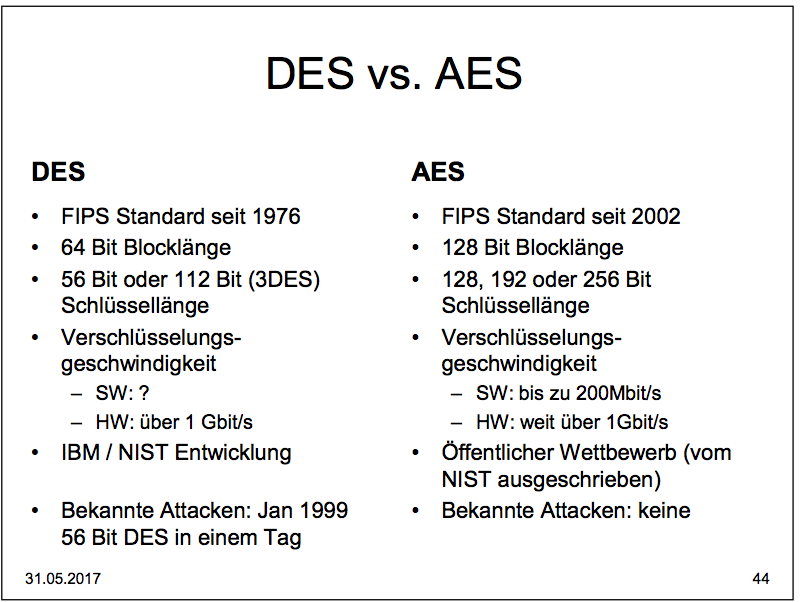 DES vs. AES
DES
• FIPS Standard seit 1976
• 64 Bit Blocklänge
• 56 Bit oder 112 Bit (3DES)
Schlüssellänge
• Verschlüsselungs-
geschwindigkeit
– SW: ?
– HW: über 1 Gbit/s
• IBM / NIST Entwicklung
• Bekannte Attacken: Jan 1999
56 Bit DES in einem Tag
AES
• FIPS Standard seit 2002
• 128 Bit Blocklänge
• 128, 192 oder 256 Bit
Schlüssellänge
• Verschlüsselungs-
geschwindigkeit
– SW: bis zu 200Mbit/s
– HW: weit über 1Gbit/s
• Öffentlicher Wettbewerb (vom
NIST ausgeschrieben)
• Bekannte Attacken: keine
31.05.2017
44